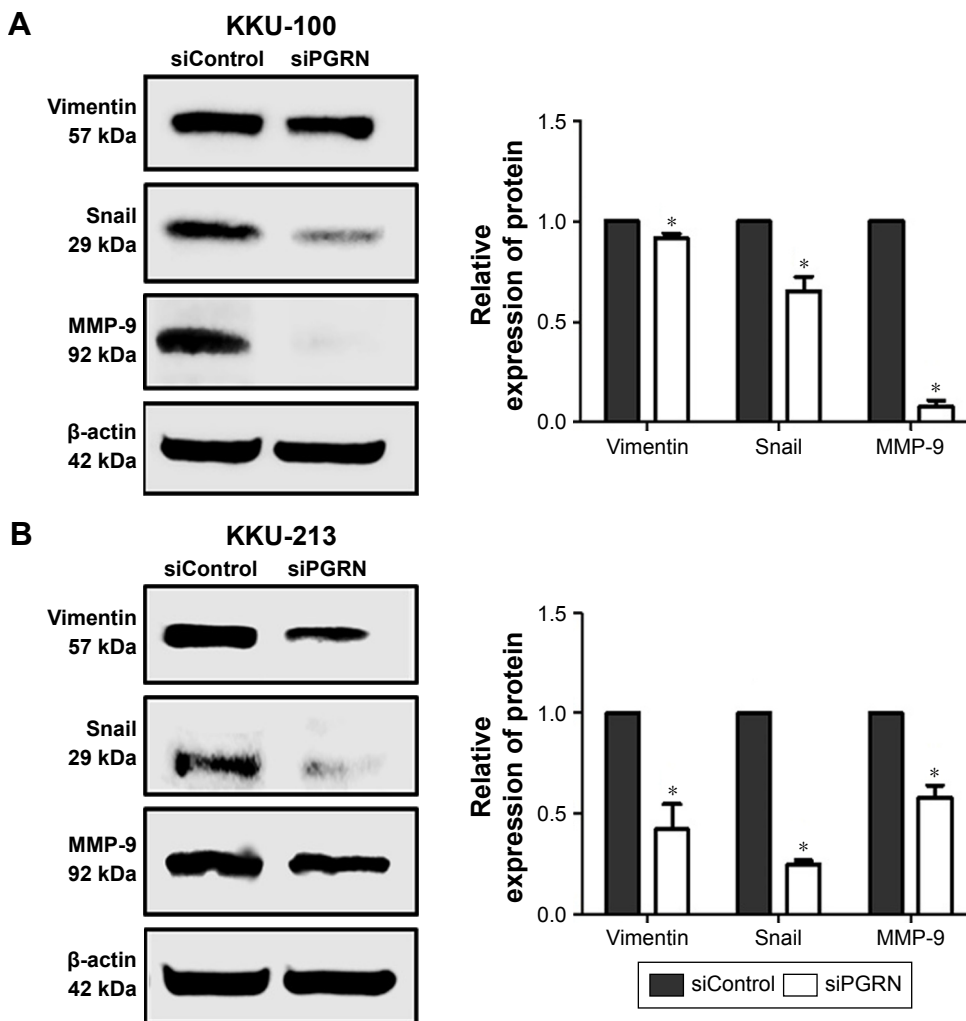 A
KKU-100
siControl siPGRN
Vimentin
57 kDa
Snail
29 kDa
MMP-9
92 kDa
β-actin
42 kDa
Relative
expression of protein
1.5
1.0
0.5
0.0
* * *
Vimentin Snail MMP-9
B
KKU-213
siControl siPGRN
Vimentin
57 kDa
Snail
29 kDa
MMP-9
92 kDa
β-actin
42 kDa
Relative
expression of protein
1.5
1.0
0.5
0.0
* * *
Vimentin Snail MMP-9
siControl siPGRN